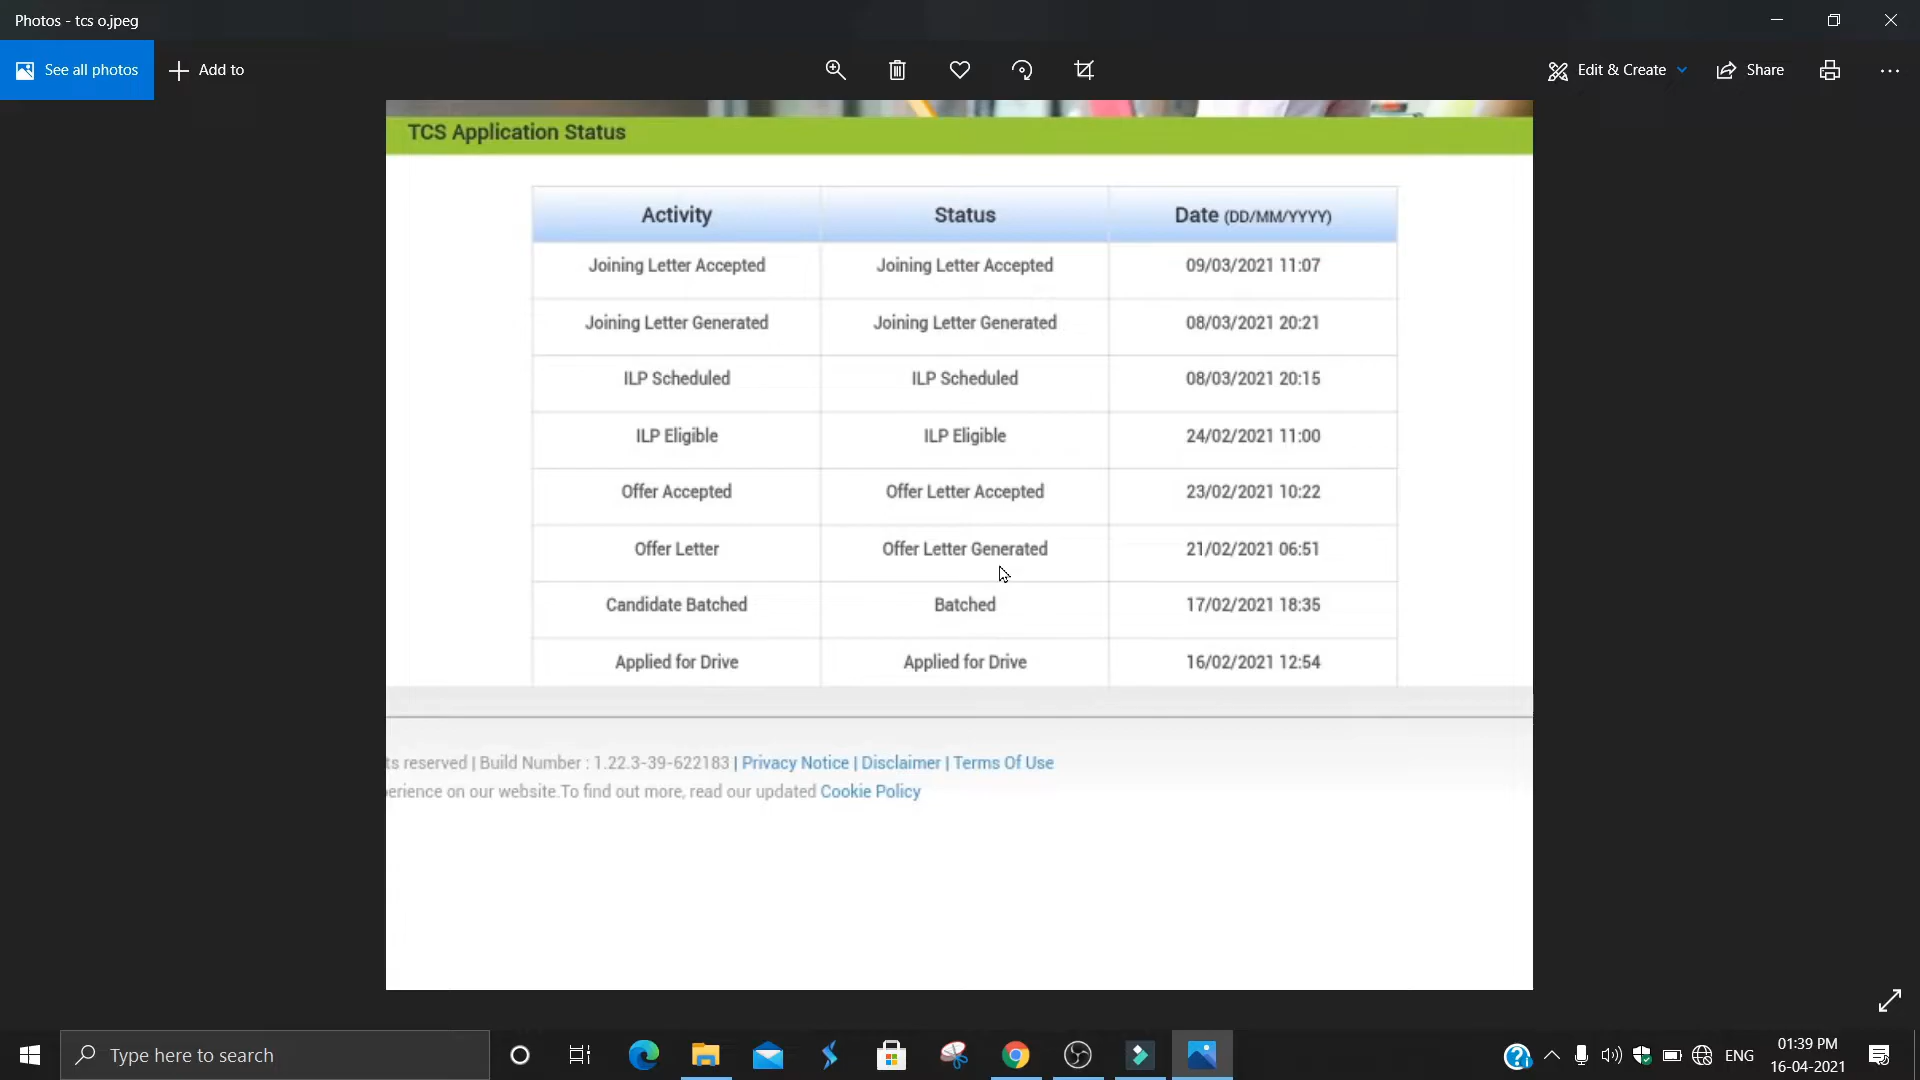 Photos - tcs o.jpeg
See all photos
Add to
Edit & Create
Share
TCS Application Status
Activity Status Date (DD/MM/YYYY)
Joining Letter Accepted Joining Letter Accepted 09/03/2021 11:07
Joining Letter Generated Joining Letter Generated 08/03/2021 20:21
ILP Scheduled ILP Scheduled 08/03/2021 20:15
ILP Eligible ILP Eligible 24/02/2021 11:00
Offer Accepted Offer Letter Accepted 23/02/2021 10:22
Offer Letter Offer Letter Generated 21/02/2021 06:51
Candidate Batched Batched 17/02/2021 18:35
Applied for Drive Applied for Drive 16/02/2021 12:54
ts reserved | Build Number : 1.22.3-39-622183 | Privacy Notice | Disclaimer | Terms Of Use
erience on our website.To find out more, read our updated Cookie Policy
Type here to search
ENG
01:39 PM
16-04-2021